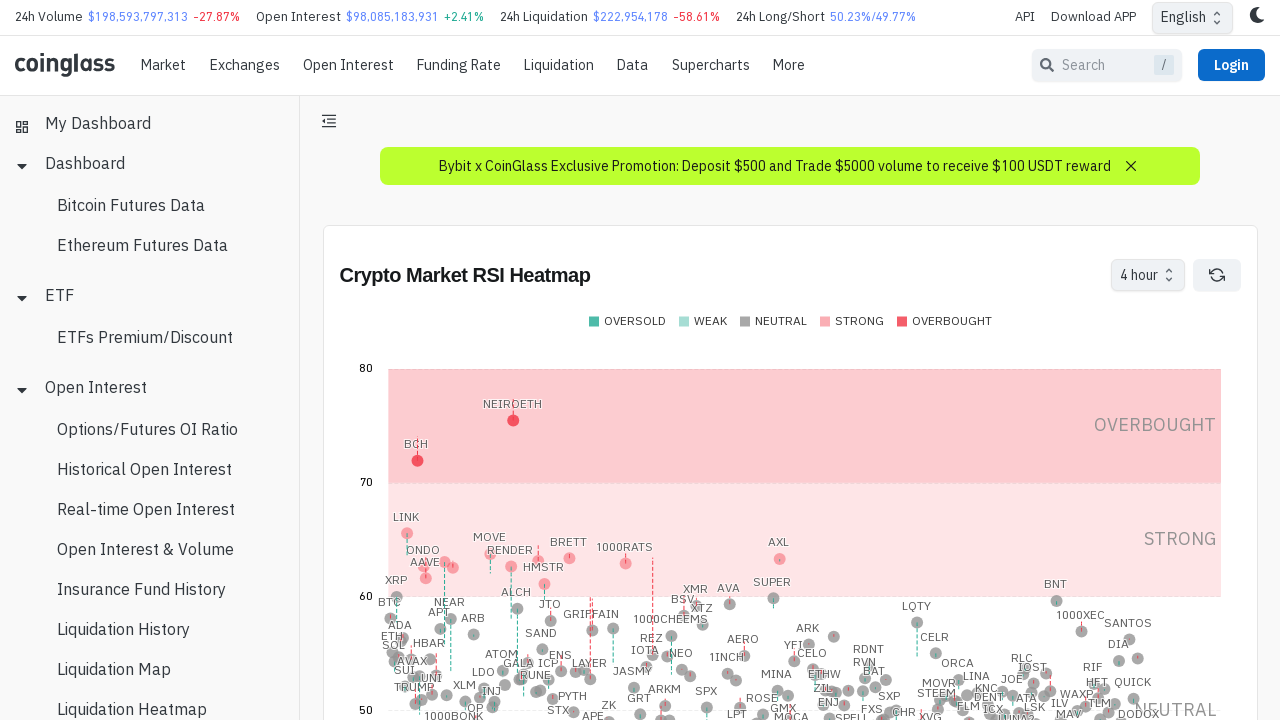 24h Volume $198,593,797,313 -27.87% Open Interest $98,085,183,931 +2.41% 24h Liquidation $222,954,178 -58.61% 24h Long/Short 50.23%/49.77% API Download APP English
coinglass Market Exchanges Open Interest Funding Rate Liquidation Data Supercharts More Search / Login
My Dashboard
Dashboard
Bitcoin Futures Data
Ethereum Futures Data
ETF
ETFs Premium/Discount
Open Interest
Options/Futures OI Ratio
Historical Open Interest
Real-time Open Interest
Open Interest & Volume
Insurance Fund History
Liquidation History
Liquidation Map
Liquidation Heatmap
Bybit x CoinGlass Exclusive Promotion: Deposit $500 and Trade $5000 volume to receive $100 USDT reward
Crypto Market RSI Heatmap 4 hour
OVERSOLD WEAK NEUTRAL STRONG OVERBOUGHT
80
NEIROETH
OVERBOUGHT
BCH
70
LINK
MOVE
STRONG
ONDO RENDER BRETT 1000RATS AXL
AAVE HMSTR
XRP SUPER BNT
60
ALCH XMR AVA
BTC NEAR JTO BSV LQTY
APT ARB GRIFFAIN XTZ 1000XEC
ADA 1000CHEEMS SANTOS
ETH SAND REZ AERO ARK CELR
SOL HBAR ATOM ENS IOTA NEO YFI DIA
AVAX GALA ICP LAYER 1INCH CELO RDNT ORCA RLC
SUI LDO RUNE JASMY MINA ETHW RVN BAT LINA IOST RIF
UNI
TRUMP XLM INJ PYTH GRT ARKM SPX ROSE ZIL SXP MOVR KNC JOE HFT QUICK
STEEM DENT ATA WAXP
1000BONK JOP STX ZK APE LPT GMX MOCA ENJ SPELL FXS CHR XVG FLM TCX LUNA2 LSK ILV MAV TLM DODOX
50 NEUTRAL